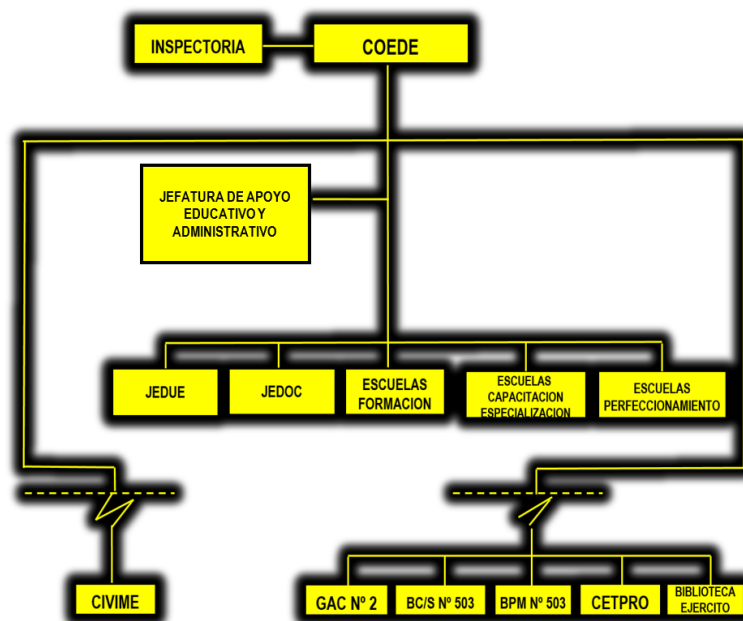 INSPECTORIA
COEDE
JEFATURA DE APOYO
EDUCATIVO Y
ADMINISTRATIVO
JEDUE
JEDOC
ESCUELAS
FORMACION
ESCUELAS
CAPACITACION
ESPECIALIZACION
ESCUELAS
PERFECCIONAMIENTO
CIVIME
GAC Nº 2
BC/S Nº 503
BPM Nº 503
CETPRO
BIBLIOTECA
EJERCITO